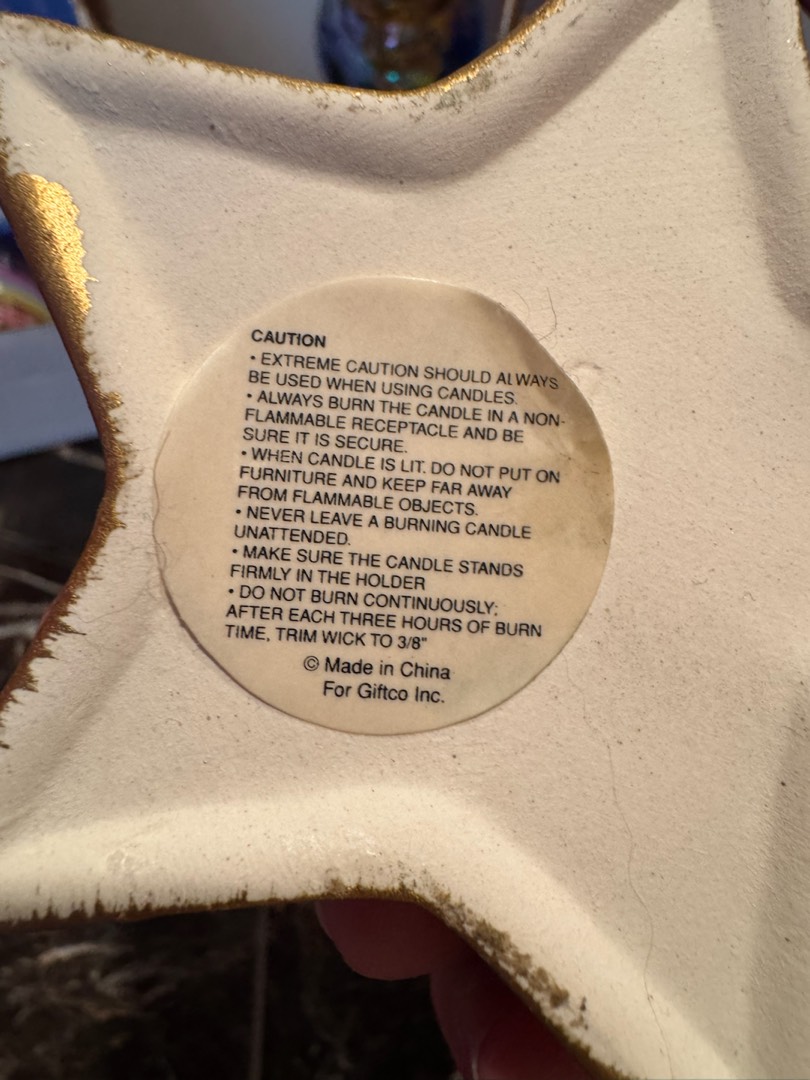 CAUTION
• EXTREME CAUTION SHOULD ALWAYS
BE USED WHEN USING CANDLES.
• ALWAYS BURN THE CANDLE IN A NON-
FLAMMABLE RECEPTACLE AND BE
SURE IT IS SECURE.
• WHEN CANDLE IS LIT. DO NOT PUT ON
FURNITURE AND KEEP FAR AWAY
FROM FLAMMABLE OBJECTS.
• NEVER LEAVE A BURNING CANDLE
UNATTENDED.
• MAKE SURE THE CANDLE STANDS
FIRMLY IN THE HOLDER
• DO NOT BURN CONTINUOUSLY:
AFTER EACH THREE HOURS OF BURN
TIME, TRIM WICK TO 3/8"
© Made in China
For Giftco Inc.